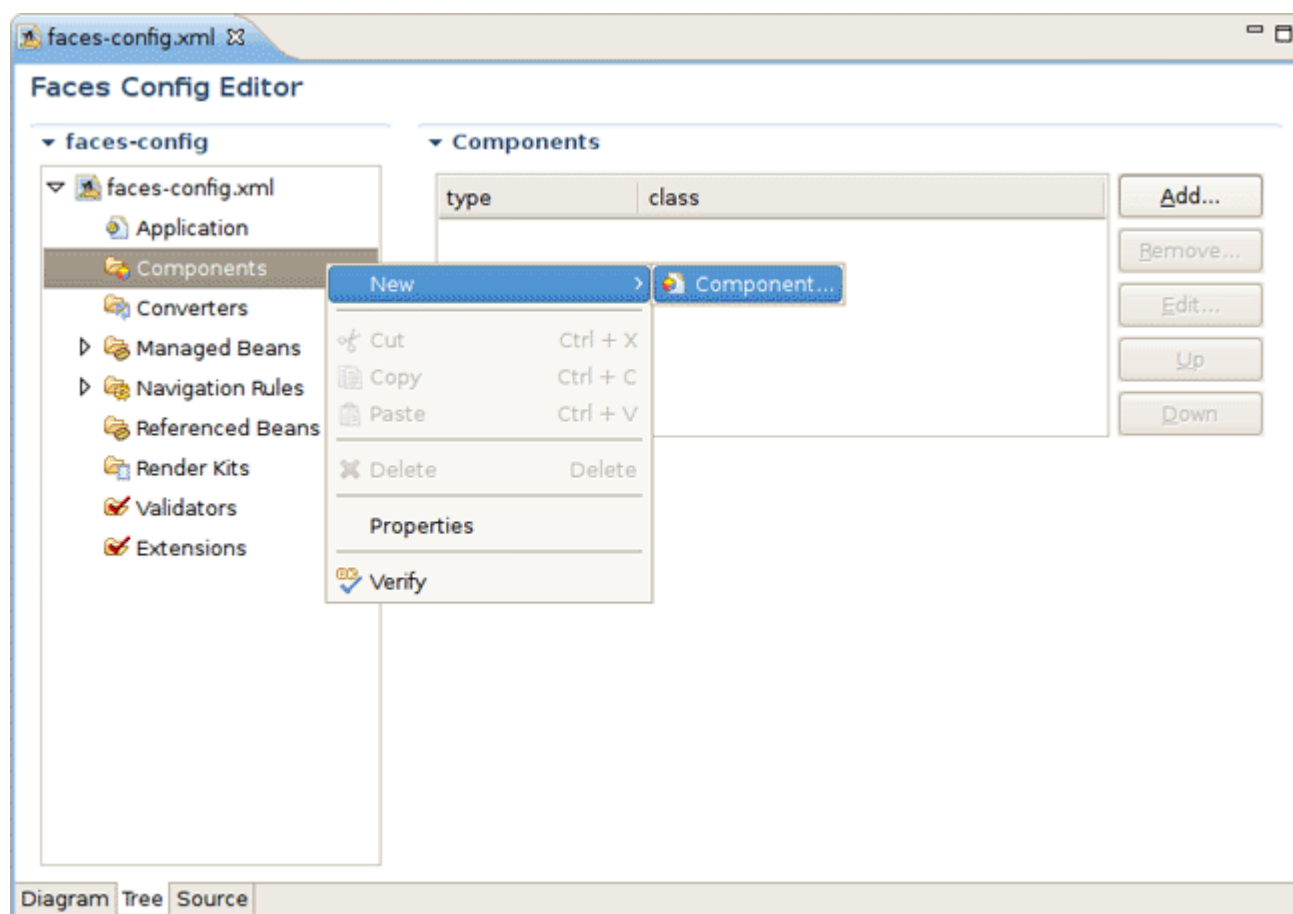 faces-config.xml
Faces Config Editor
faces-config
Components
faces-config.xml
type class
Add...
Application
Components
Remove...
New
Component...
Converters
Edit...
Managed Beans
Cut Ctrl + X
Up
Navigation Rules
Copy Ctrl + C
Referenced Beans
Paste Ctrl + V
Down
Render Kits
Delete Delete
Validators
Properties
Extensions
Verify
Diagram Tree Source